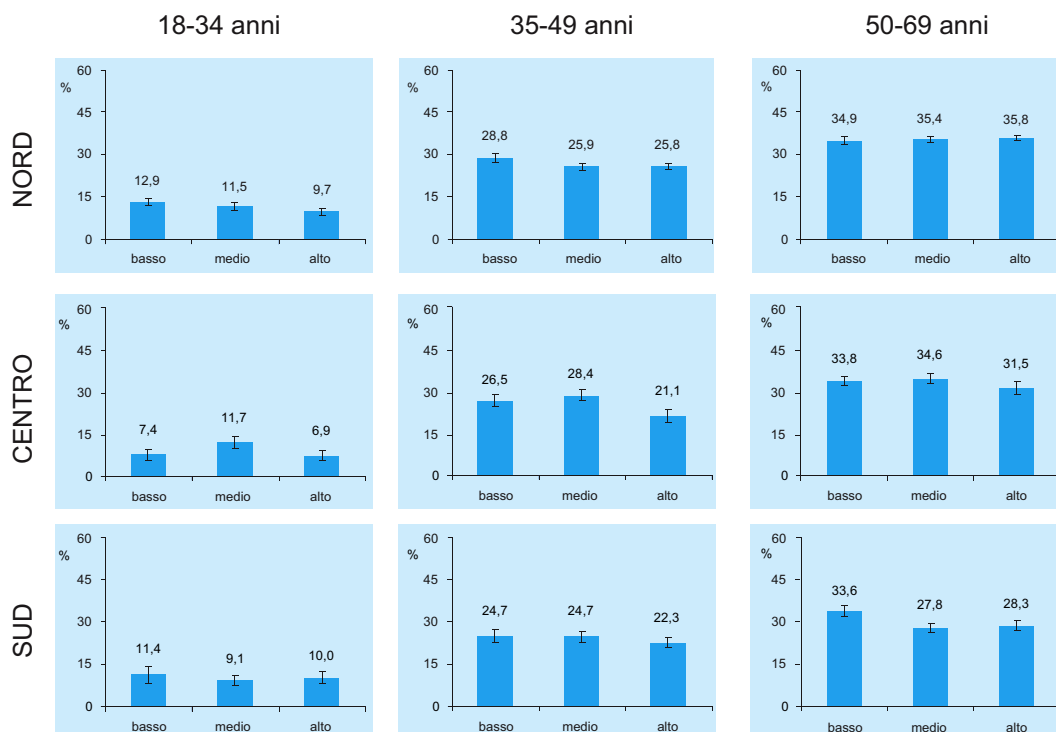 18-34 anni 35-49 anni 50-69 anni
NORD
60
%
45
30
15
0
12,9 11,5 9,7
basso medio alto
60
%
45
30
15
0
28,8 25,9 25,8
basso medio alto
60
%
45
30
15
0
34,9 35,4 35,8
basso medio alto
CENTRO
60
%
45
30
15
0
7,4 11,7 6,9
basso medio alto
60
%
45
30
15
0
26,5 28,4 21,1
basso medio alto
60
%
45
30
15
0
33,8 34,6 31,5
basso medio alto
SUD
60
%
45
30
15
0
11,4 9,1 10,0
basso medio alto
60
%
45
30
15
0
24,7 24,7 22,3
basso medio alto
60
%
45
30
15
0
33,6 27,8 28,3
basso medio alto